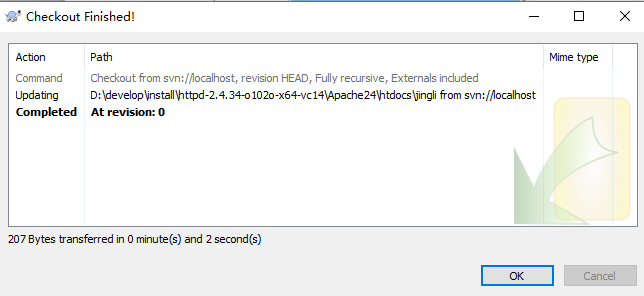 Checkout Finished!
Action Path Mime type
Command Checkout from svn://localhost, revision HEAD, Fully recursive, Externals included
Updating D:\develop\install\httpd-2.4.34-o102o-x64-vc14\Apache24\htdocs\jingli from svn://localhost
Completed At revision: 0
207 Bytes transferred in 0 minute(s) and 2 second(s)
OK Cancel